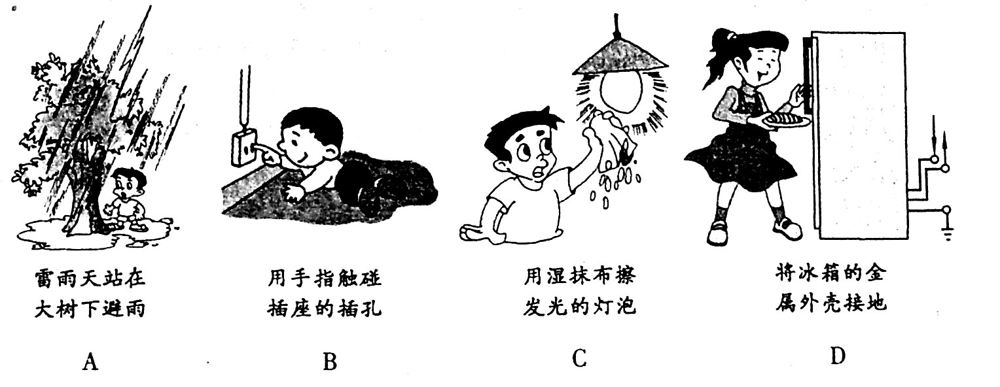 雷雨天站在
大树下避雨
A
用手指触碰
插座的插孔
B
用湿抹布擦
发光的灯泡
C
将冰箱的金
属外壳接地
D